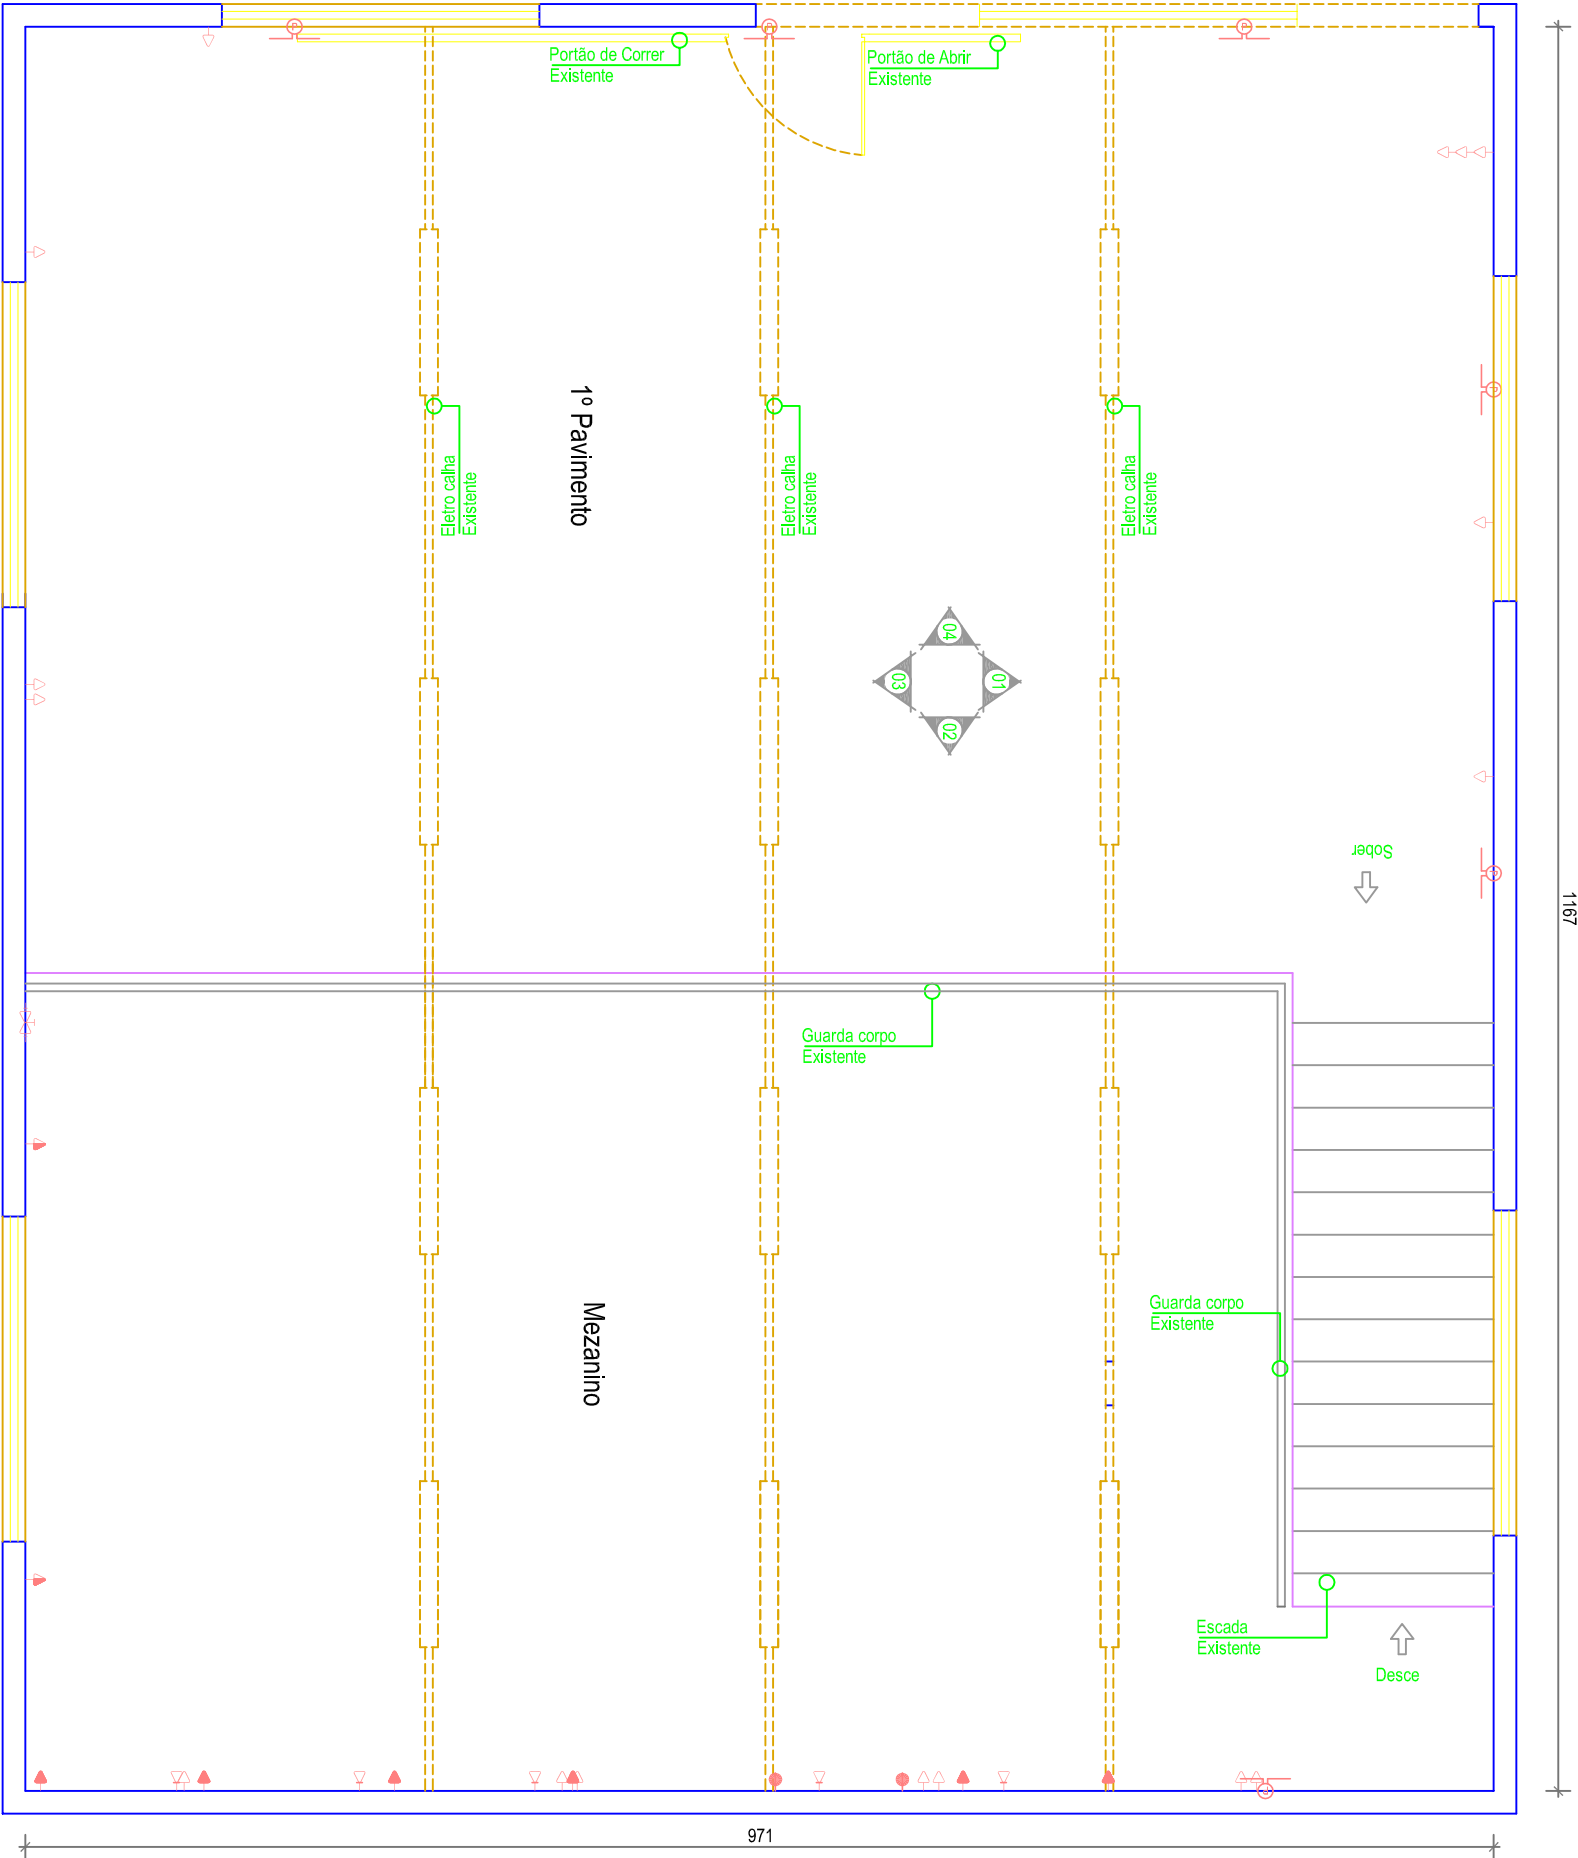 Portão de Correr
Existente
Portão de Abrir
Existente
1º Pavimento
Eletro calha
Existente
Eletro calha
Existente
Eletro calha
Existente
04
03
01
02
Sober
1167
Guarda corpo
Existente
Guarda corpo
Existente
Mezanino
Escada
Existente
Desce
971